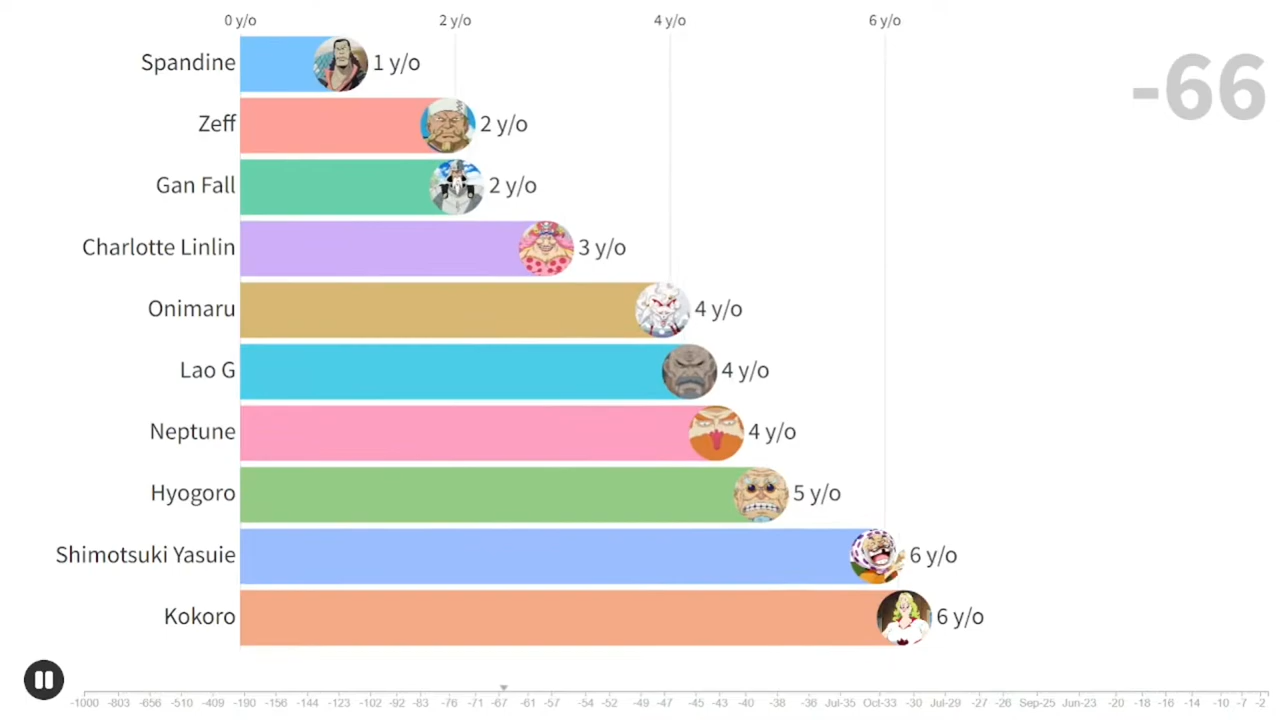 0 y/o 2 y/o 4 y/o 6 y/o
-66
Spandine 1 y/o
Zeff 2 y/o
Gan Fall 2 y/o
Charlotte Linlin 3 y/o
Onimaru 4 y/o
Lao G 4 y/o
Neptune 4 y/o
Hyogoro 5 y/o
Shimotsuki Yasuie 6 y/o
Kokoro 6 y/o
-1000 -803 -656 -510 -409 -190 -156 -144 -123 -102 -92 -83 -76 -71 -67 -61 -57 -54 -52 -49 -47 -45 -43 -40 -38 -36 Jul-35 Oct-33 -30 Jul-29 -27 -26 Sep-25 Jun-23 -20 -18 -17 -14 -10 -7 -2